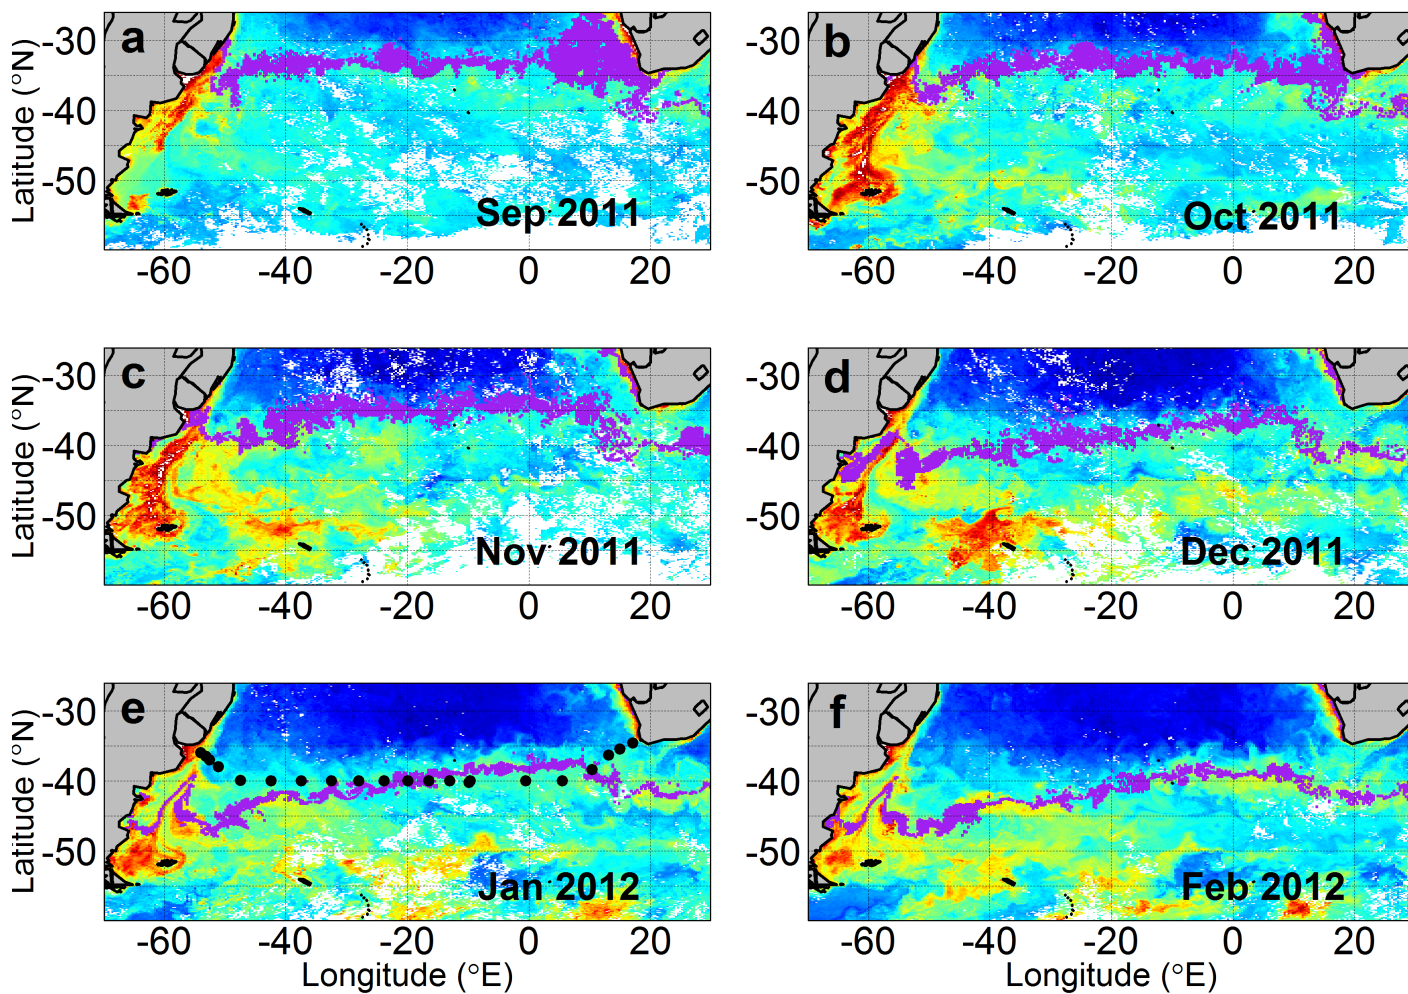 a
b
-30
-40
-50
-30
-40
-50
Latitude (°N)
Sep 2011
Oct 2011
-60 -40 -20 0 20
-60 -40 -20 0 20
c
d
-30
-40
-50
-30
-40
-50
Latitude (°N)
Nov 2011
Dec 2011
-60 -40 -20 0 20
-60 -40 -20 0 20
e
f
-30
-40
-50
-30
-40
-50
Latitude (°N)
Jan 2012
Feb 2012
-60 -40 -20 0 20
-60 -40 -20 0 20
Longitude (°E)
Longitude (°E)